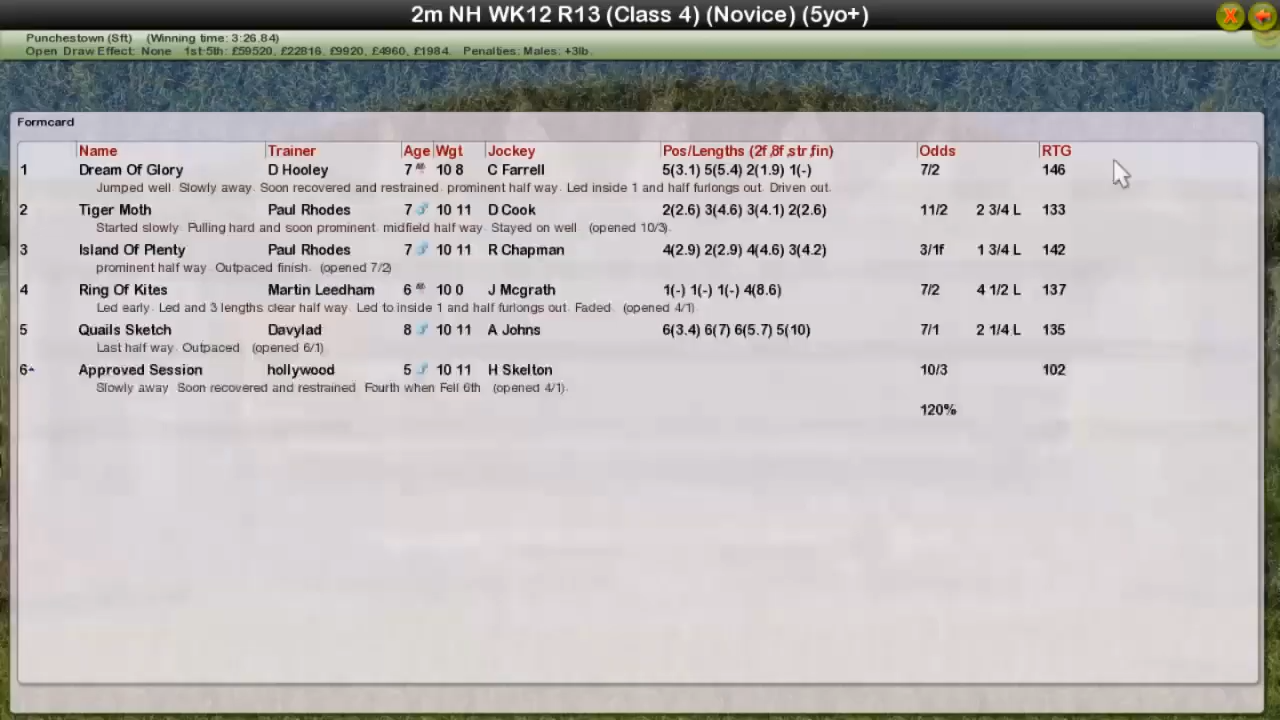 2m NH WK12 R13 (Class 4) (Novice) (5yo+)
Punchestown (Sft) (Winning time: 3:26.84)
Open Draw Effect: None 1st-5th: £59520, £22816, £9920, £4960, £1984. Penalties: Males: +3lb.
Formcard
Name Trainer Age Wgt Jockey Pos/Lengths (2f,8f,str,fin) Odds RTG
1 Dream Of Glory D Hooley 7 10 8 C Farrell 5(3.1) 5(5.4) 2(1.9) 1(-) 7/2 146
Jumped well Slowly away. Soon recovered and restrained. prominent half way. Led inside 1 and half furlongs out. Driven out.
2 Tiger Moth Paul Rhodes 7 10 11 D Cook 2(2.6) 3(4.6) 3(4.1) 2(2.6) 11/2 2 3/4 L 133
Started slowly. Pulling hard and soon prominent. midfield half way. Stayed on well (opened 10/3).
3 Island Of Plenty Paul Rhodes 7 10 11 R Chapman 4(2.9) 2(2.9) 4(4.6) 3(4.2) 3/1f 1 3/4 L 142
prominent half way. Outpaced finish. (opened 7/2)
4 Ring Of Kites Martin Leedham 6 10 0 J Mcgrath 1(-) 1(-) 1(-) 4(8.6) 7/2 4 1/2 L 137
Led early. Led and 3 lengths clear half way. Led to inside 1 and half furlongs out. Faded. (opened 4/1).
5 Quails Sketch Davylad 8 10 11 A Johns 6(3.4) 6(7) 6(5.7) 5(10) 7/1 2 1/4 L 135
Last half way. Outpaced (opened 6/1)
6 Approved Session hollywood 5 10 11 H Skelton 10/3 102
Slowly away Soon recovered and restrained Fourth when Fell 6th (opened 4/1).
120%